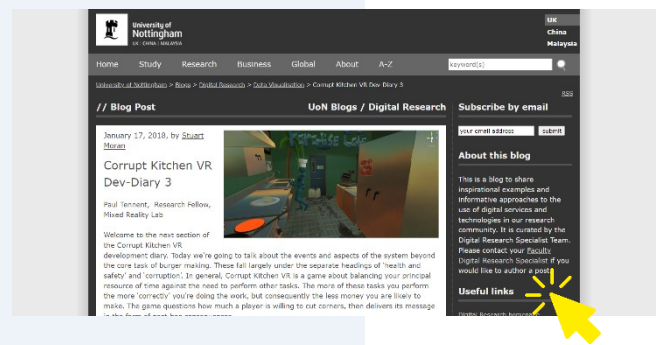 University of
Nottingham
UK | CHINA | MALAYSIA
UK
China
Malaysia
Home Study Research Business Global About A-Z
keyword(s)
University of Nottingham > Blogs > Digital Research > Data Visualisation > Corrupt Kitchen VR Dev-Diary 3
RSS
// Blog Post
UoN Blogs / Digital Research
January 17, 2018, by Stuart
Moran
Corrupt Kitchen VR
Dev-Diary 3
Paul Tennent, Research Fellow,
Mixed Reality Lab
Welcome to the next section of
the Corrupt Kitchen VR
development diary. Today we're going to talk about the events and aspects of the system beyond
the core task of burger making. These fall largely under the separate headings of 'health and
safety' and 'corruption'. In general, Corrupt Kitchen VR is a game about balancing your principal
resource of time against the need to perform other tasks. The more of these tasks you perform
the more 'correctly' you're doing the work, but consequently the less money you are likely to
make. The game questions how much a player is willing to cut corners, then delivers its message
Subscribe by email
your email address
submit
About this blog
This is a blog to share
inspirational examples and
informative approaches to the
use of digital services and
technologies in our research
community. It is curated by the
Digital Research Specialist Team.
Please contact your Faculty
Digital Research Specialist if you
would like to author a post.
Useful links